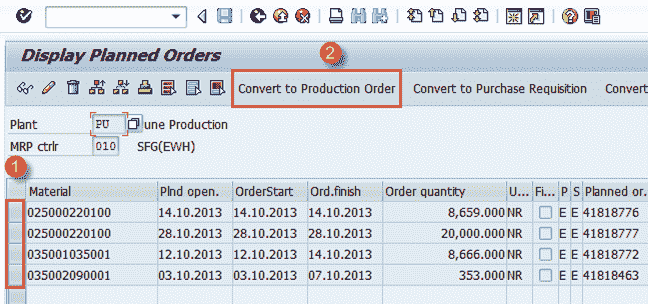 Display Planned Orders
2
Convert to Production Order Convert to Purchase Requisition Convert
Plant PU une Production
MRP ctrlr 010 SFG(EWH)
1
Material Plnd open. OrderStart Ord.finish Order quantity U... Fi... P S Planned or.
025000220100 14.10.2013 14.10.2013 14.10.2013 8,659.000 NR E E 41818776
025000220100 28.10.2013 28.10.2013 28.10.2013 20,000.000 NR E E 41818777
035001035001 12.10.2013 12.10.2013 14.10.2013 8,666.000 NR E E 41818772
035002090001 03.10.2013 03.10.2013 07.10.2013 353.000 NR E E 41818463